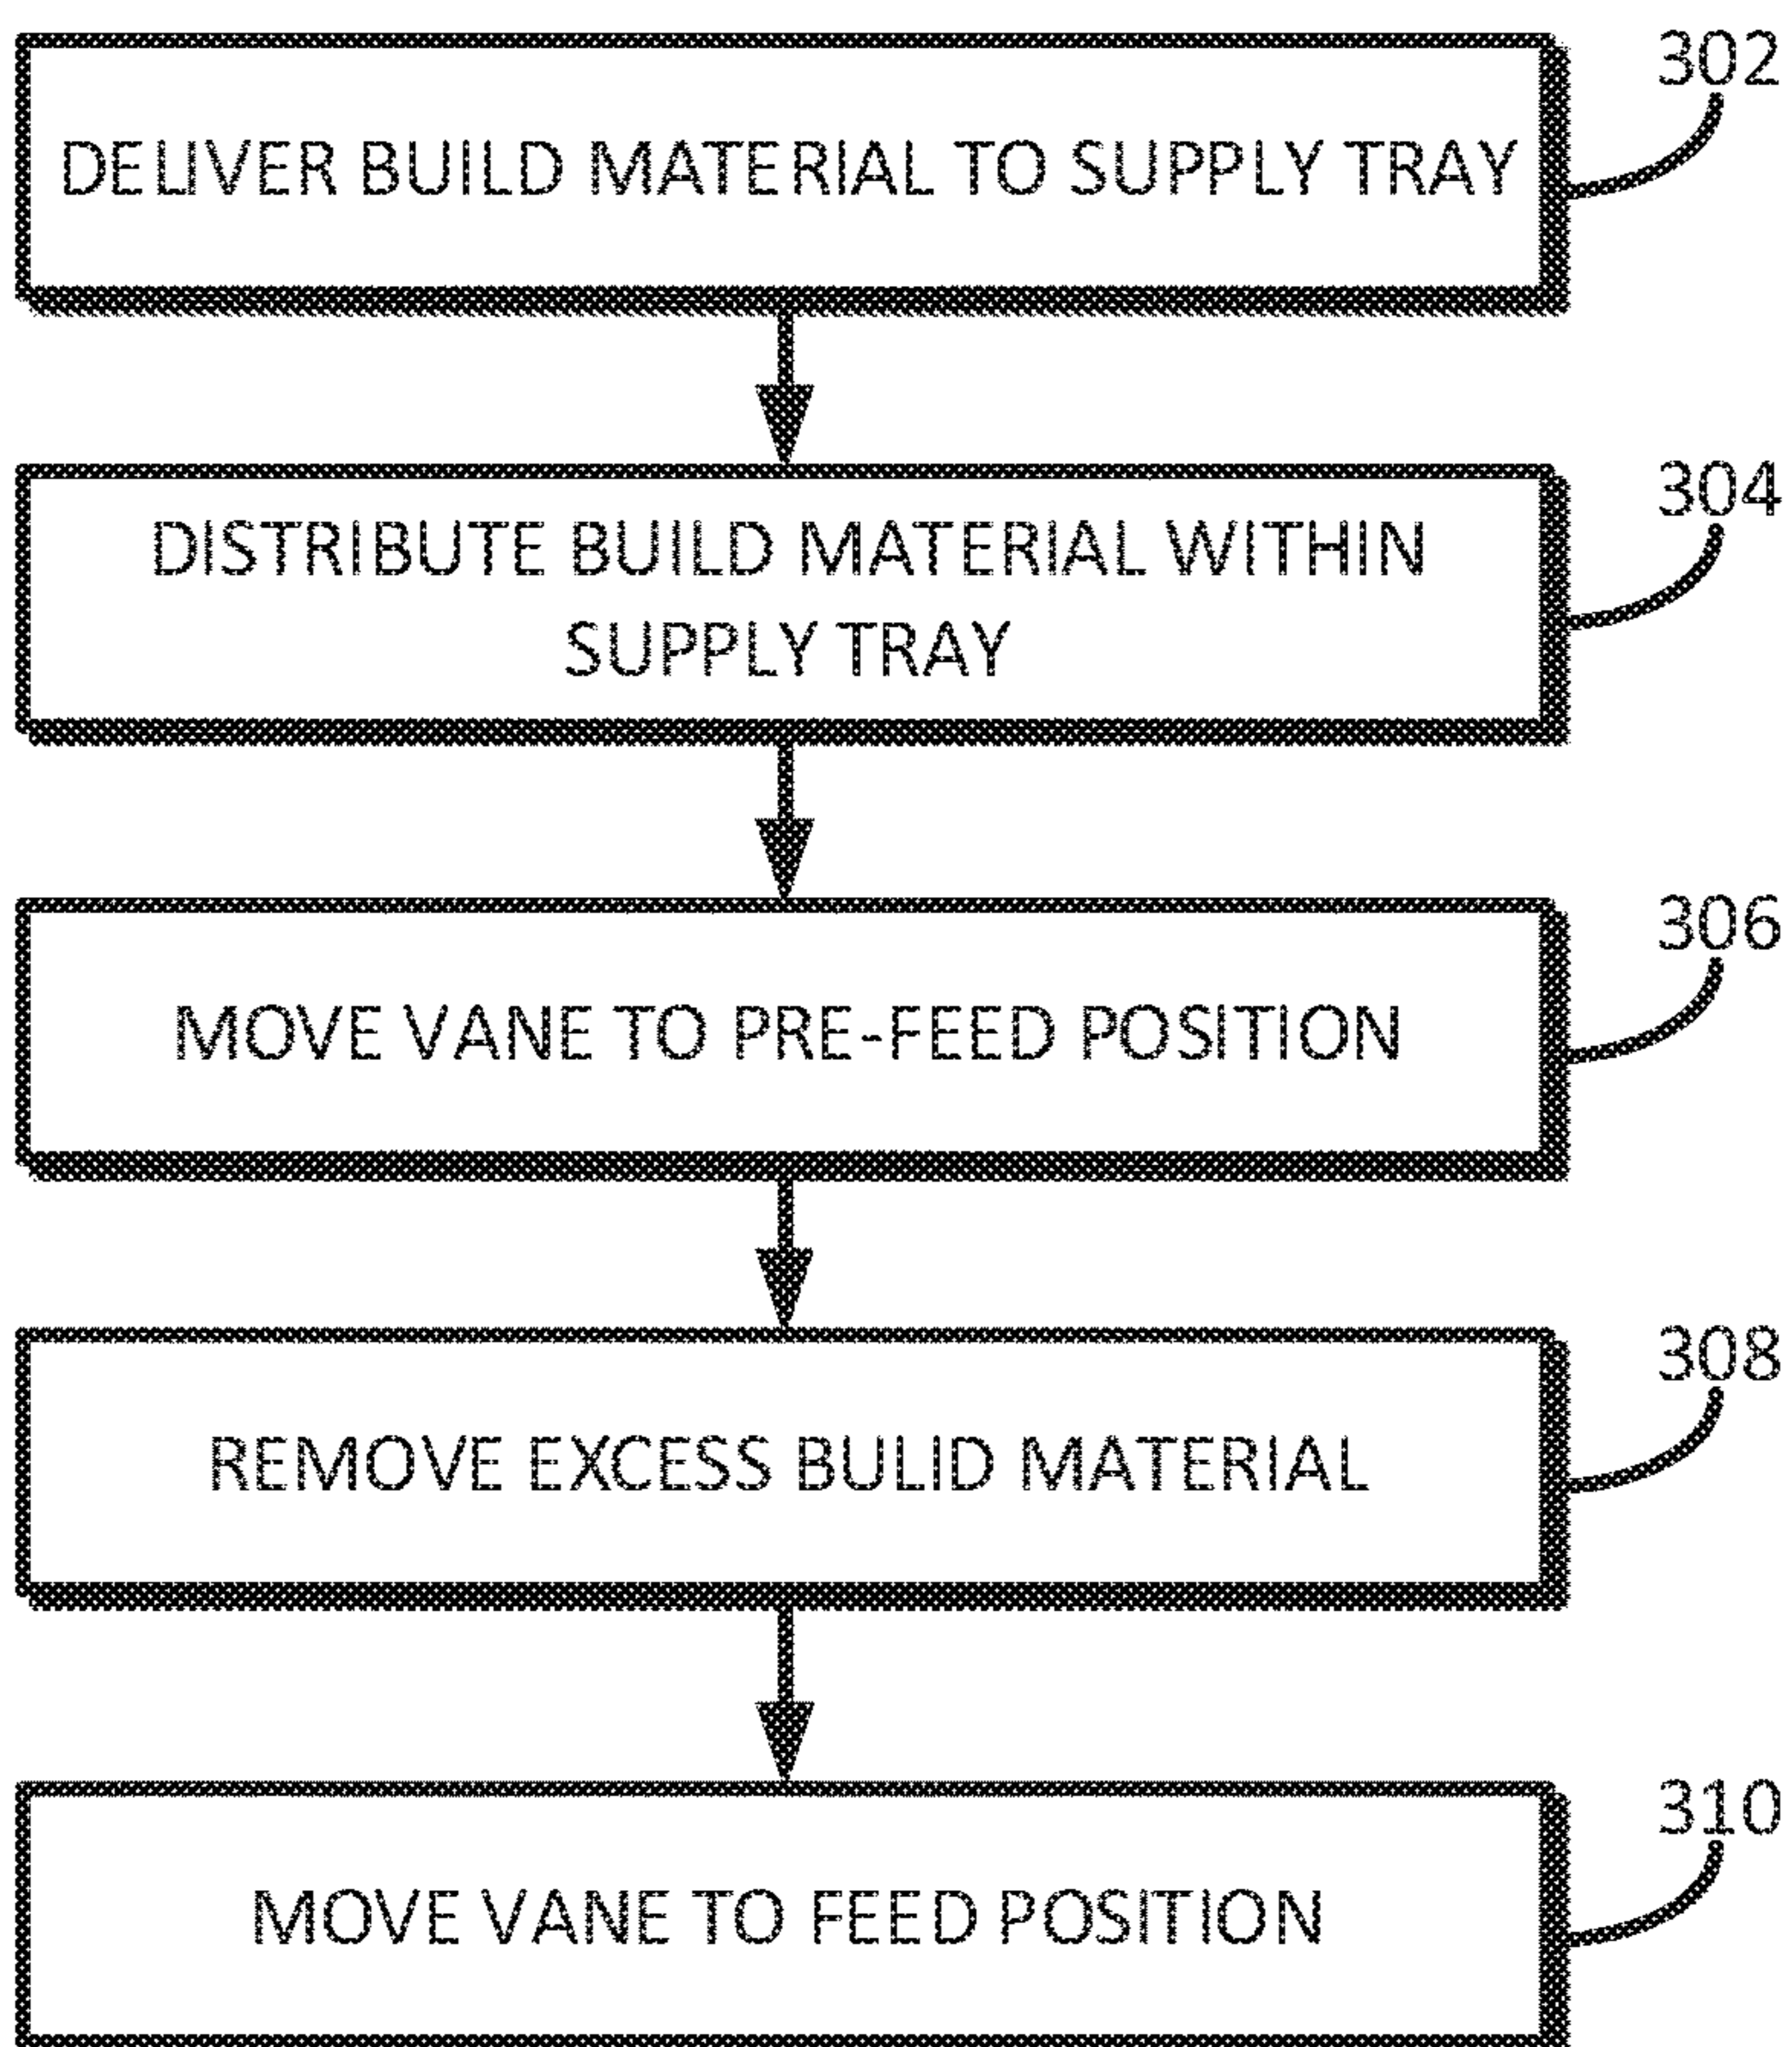 302
DELIVER BUILD MATERIAL TO SUPPLY TRAY
304
DISTRIBUTE BUILD MATERIAL WITHIN
SUPPLY TRAY
306
MOVE VANE TO PRE-FEED POSITION
308
REMOVE EXCESS BULID MATERIAL
310
MOVE VANE TO FEED POSITION